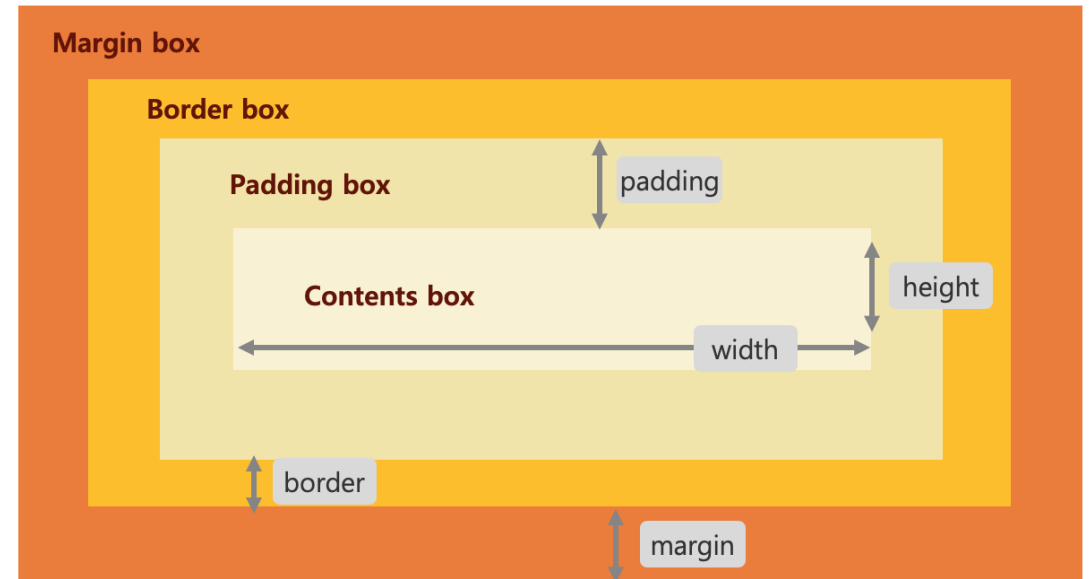 Margin box
Border box
Padding box
padding
Contents box
height
width
border
margin